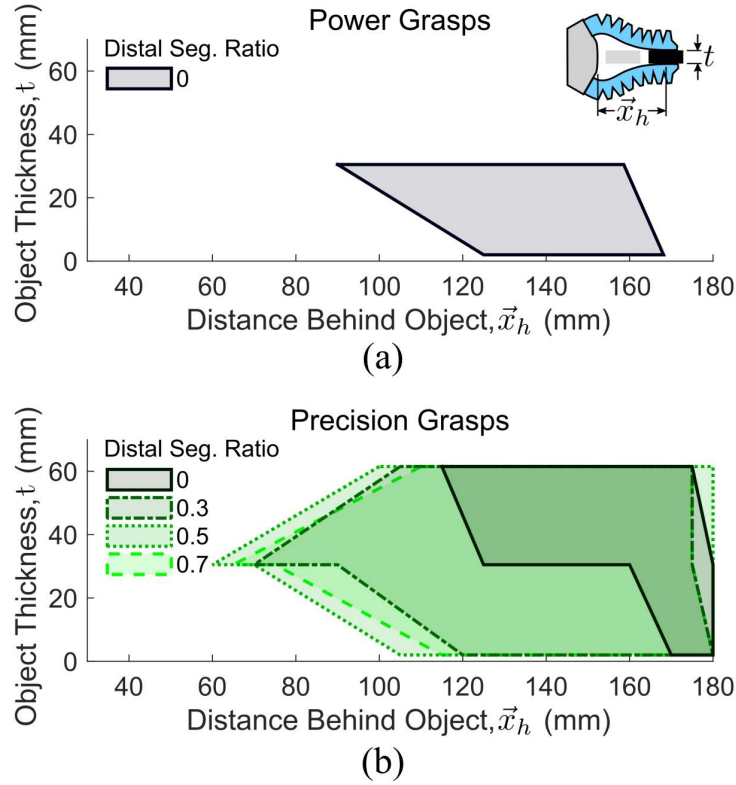 Power Grasps
Distal Seg. Ratio
0
t
x⃗h
Object Thickness, t (mm)
60
40
20
0
40 60 80 100 120 140 160 180
Distance Behind Object, x⃗h (mm)
(a)
Precision Grasps
Distal Seg. Ratio
0
0.3
0.5
0.7
Object Thickness, t (mm)
60
40
20
0
40 60 80 100 120 140 160 180
Distance Behind Object, x⃗h (mm)
(b)